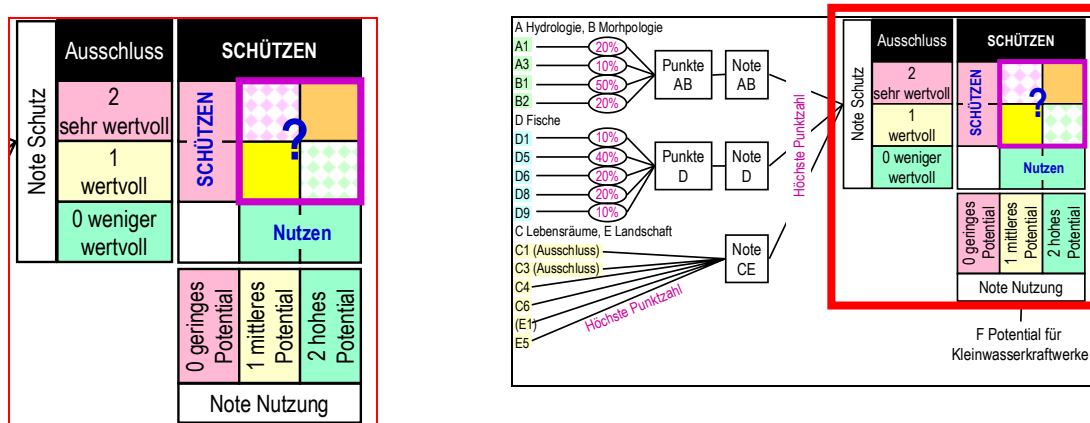 Note Schutz
Ausschluss
SCHÜTZEN
2
sehr wertvoll
1
wertvoll
0 weniger
wertvoll
SCHÜTZEN
?
Nutzen
0 geringes
Potential
1 mittleres
Potential
2 hohes
Potential
Note Nutzung
A Hydrologie, B Morhpologie
A1
20%
A3
10%
B1
50%
B2
20%
Punkte
AB
Note
AB
D Fische
D1
10%
D5
40%
D6
20%
D8
20%
D9
10%
Punkte
D
Note
D
C Lebensräume, E Landschaft
C1 (Ausschluss)
C3 (Ausschluss)
C4
C6
(E1)
E5
Höchste Punktzahl
Note
CE
Höchste Punktzahl
Note Schutz
Ausschluss
SCHÜTZEN
2
sehr wertvoll
1
wertvoll
0 weniger
wertvoll
SCHÜTZEN
?
Nutzen
0 geringes
Potential
1 mittleres
Potential
2 hohes
Potential
Note Nutzung
F Potential für
Kleinwasserkraftwerke